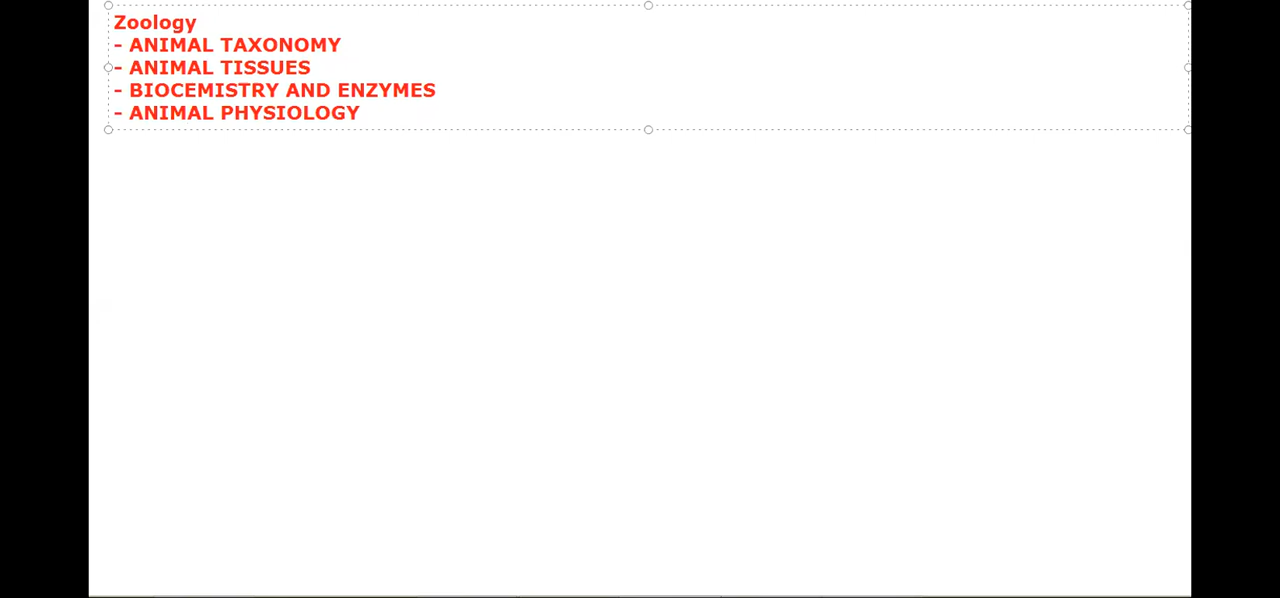 Zoology
- ANIMAL TAXONOMY
- ANIMAL TISSUES
- BIOCEMISTRY AND ENZYMES
- ANIMAL PHYSIOLOGY